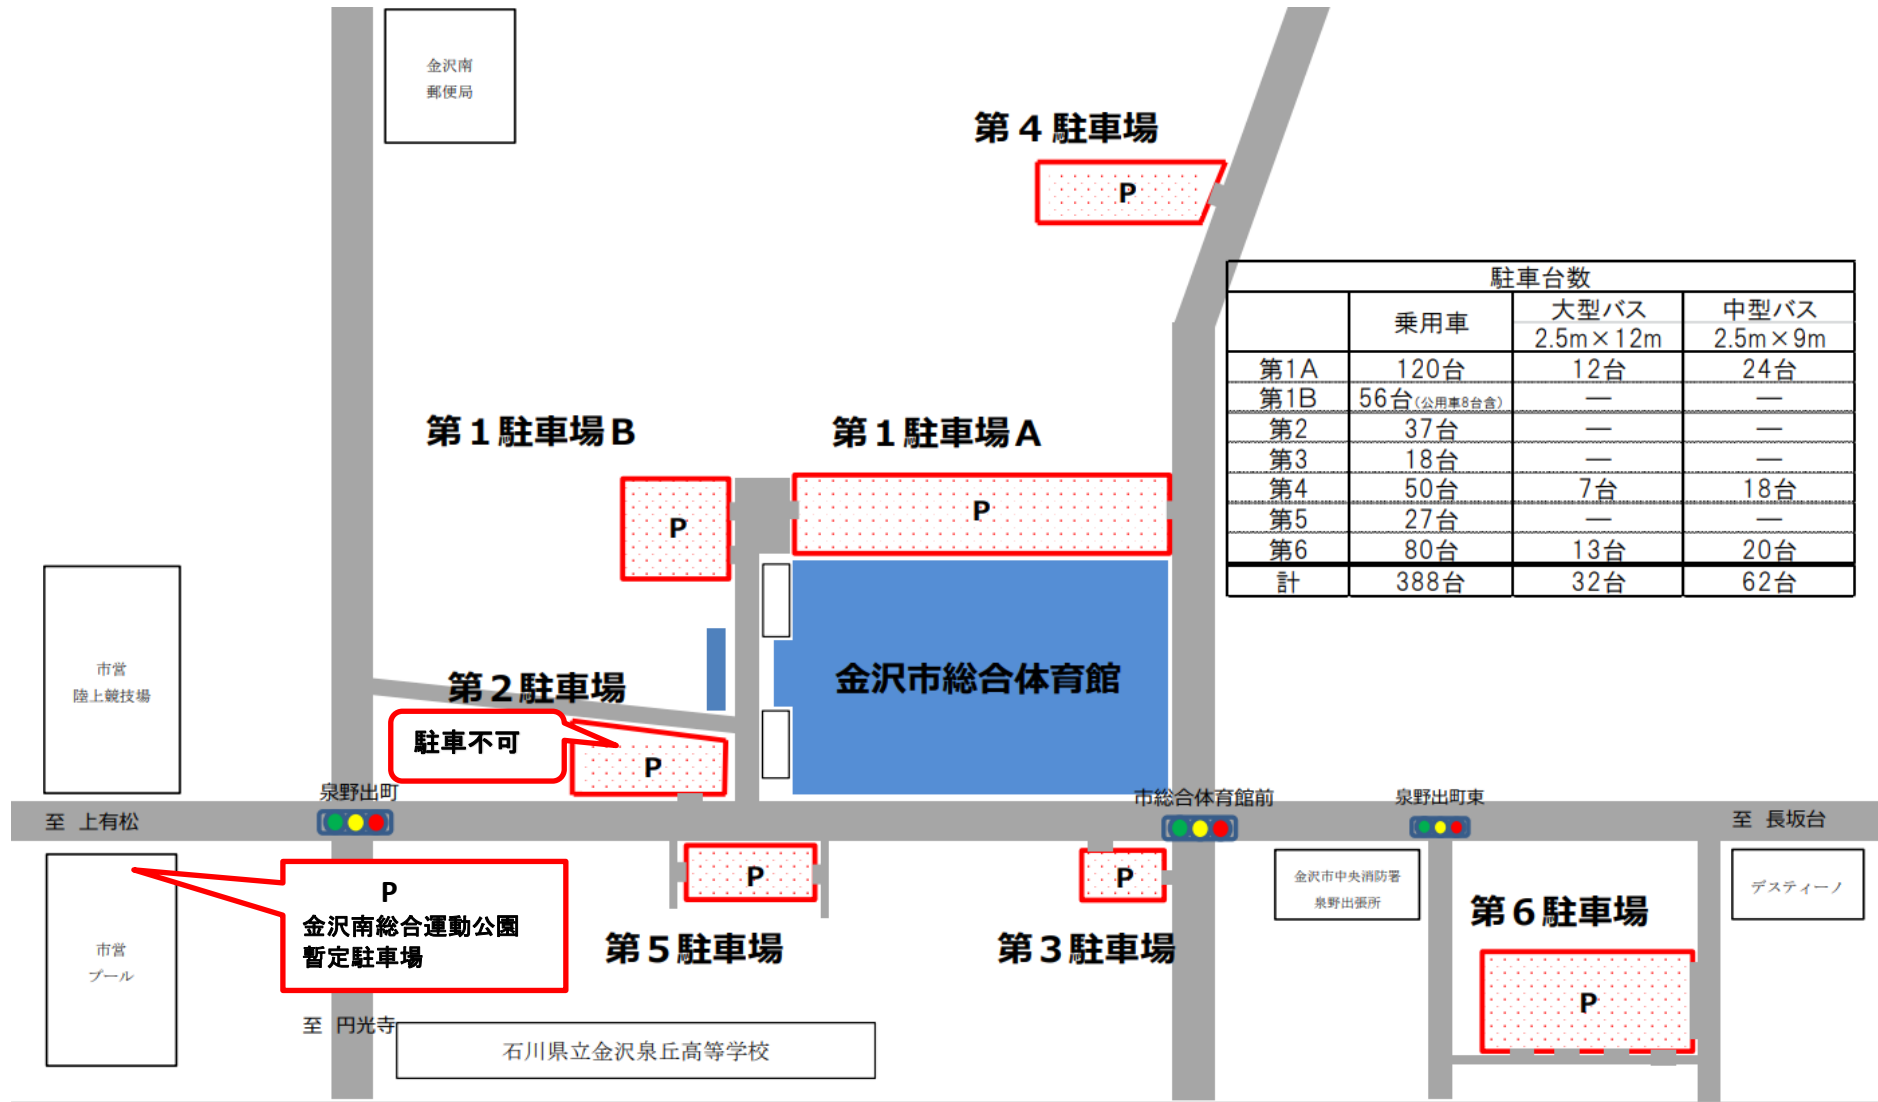 金沢南
郵便局
第4駐車場
P
駐車台数
乗用車 大型バス 中型バス
2.5m×12m 2.5m×9m
第1A 120台 12台 24台
第1B 56台(公用車8台含) — —
第2 37台 — —
第3 18台 — —
第4 50台 7台 18台
第5 27台 — —
第6 80台 13台 20台
計 388台 32台 62台
第1駐車場B
第1駐車場A
P
P
市営
陸上競技場
第2駐車場
駐車不可
P
金沢市総合体育館
泉野出町
市総合体育館前
泉野出町東
至 上有松
至 長坂台
P
金沢南総合運動公園
暫定駐車場
市営
プール
P
第5駐車場
P
第3駐車場
金沢市中央消防署
泉野出張所
デスティーノ
第6駐車場
P
至 円光寺
石川県立金沢泉丘高等学校